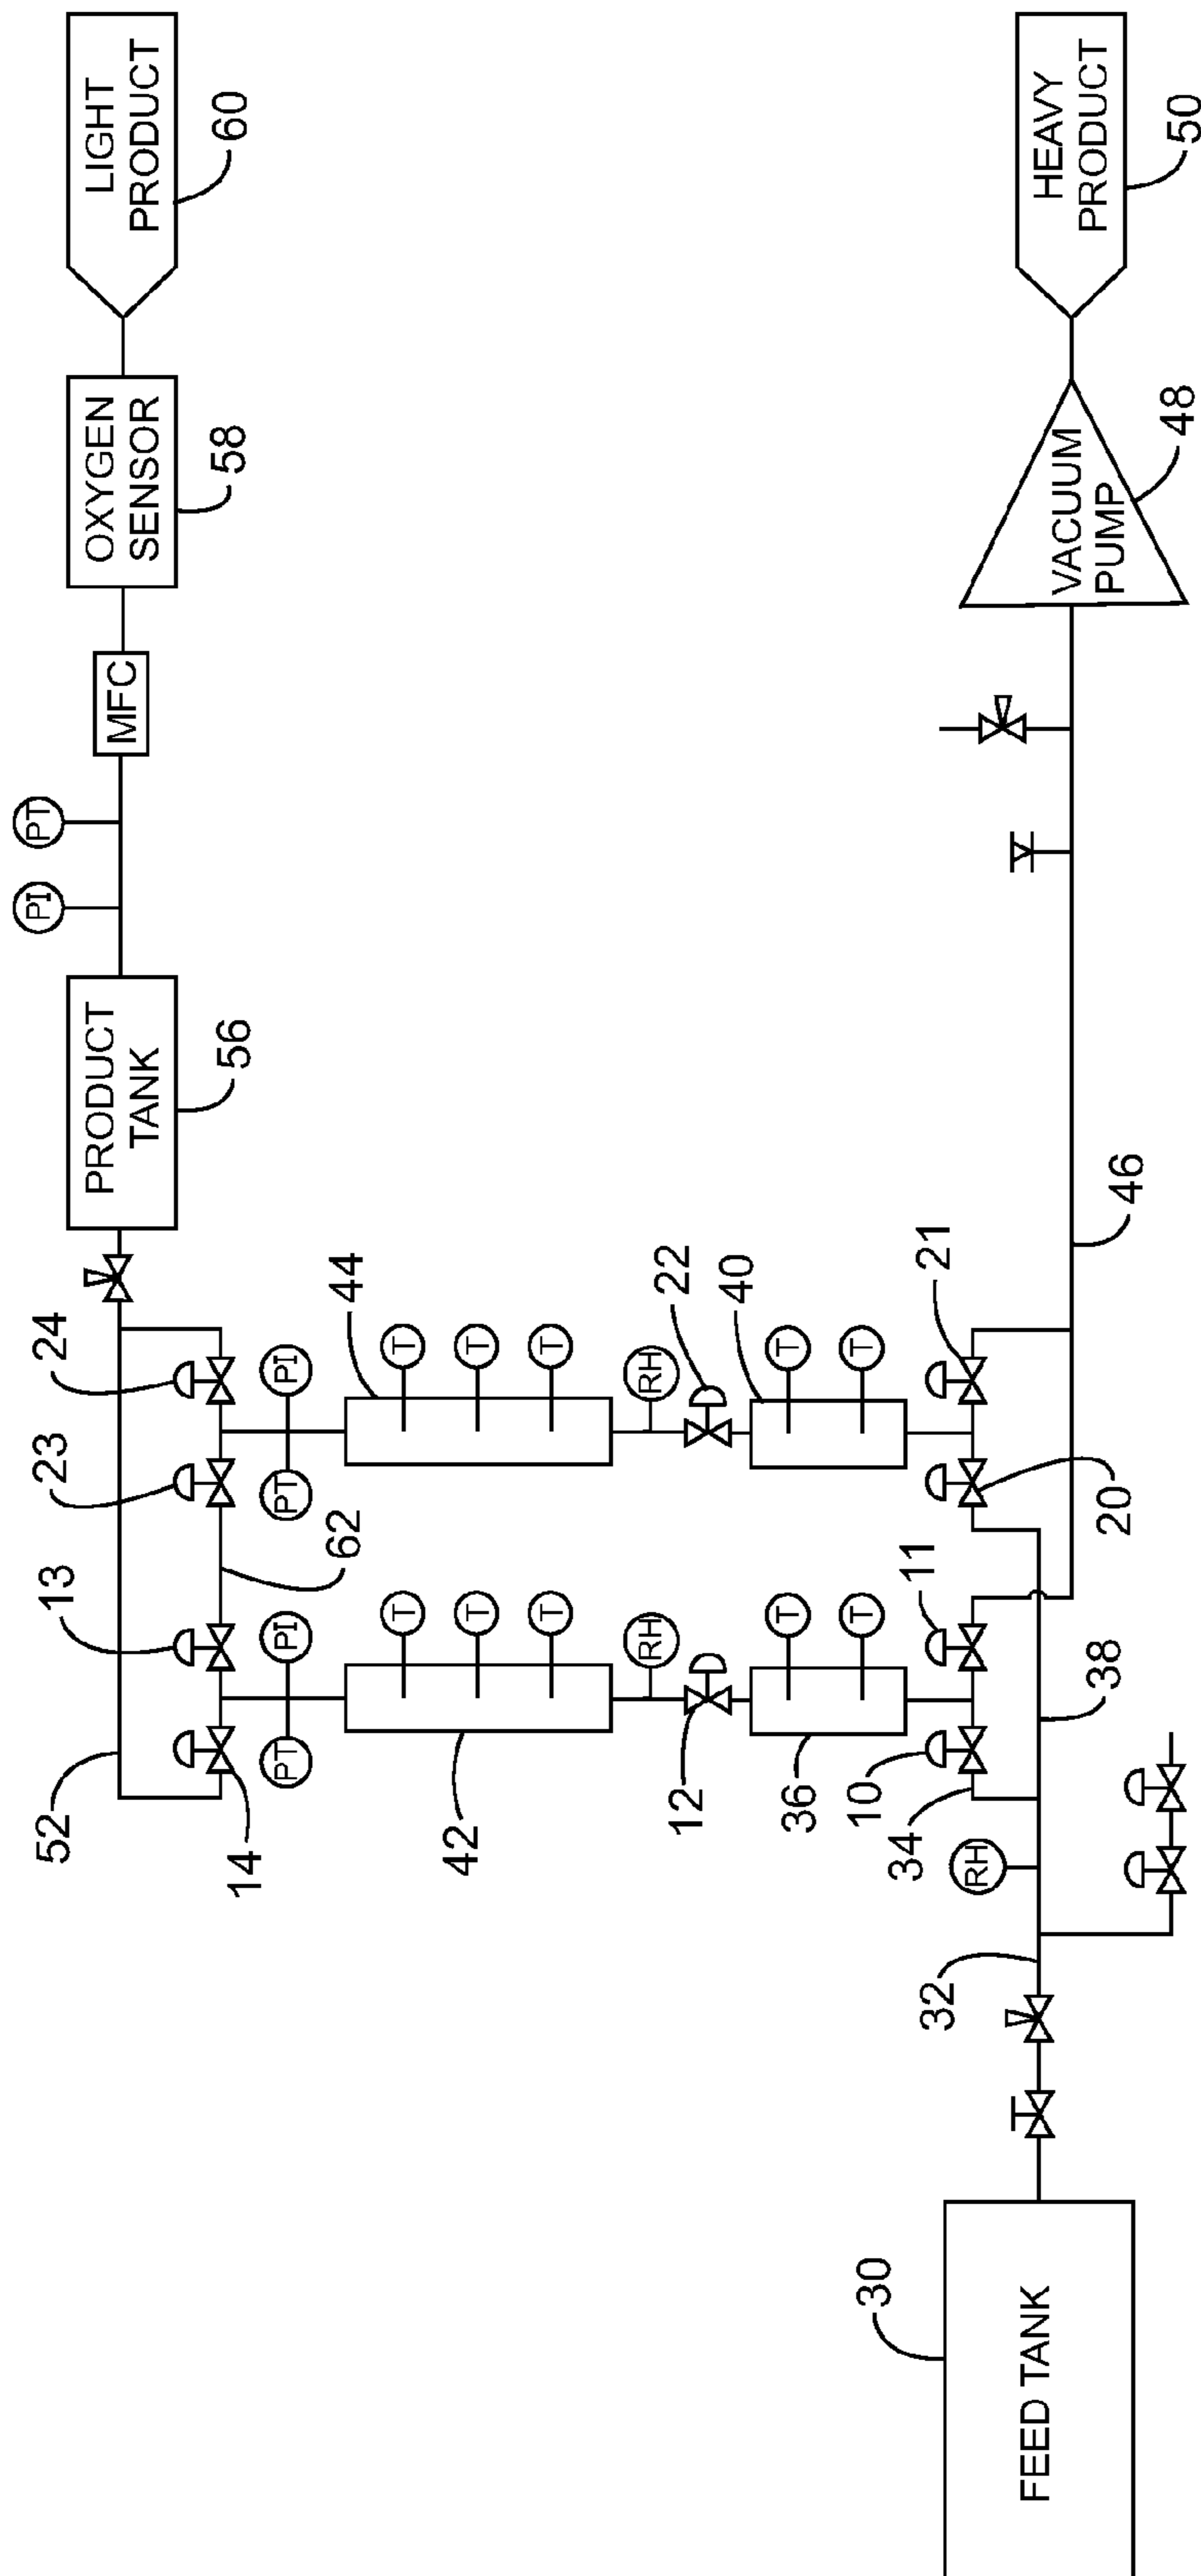 LIGHT
PRODUCT
60
OXYGEN
SENSOR
58
MFC
PT
PI
PRODUCT
TANK
56
24
23
13
52
14
62
PI
PT
PI
PT
44
T
T
T
42
T
T
T
RH
22
RH
12
40
T
T
36
T
T
21
20
11
10
34
RH
38
32
46
HEAVY
PRODUCT
50
VACUUM
PUMP
48
30
FEED TANK